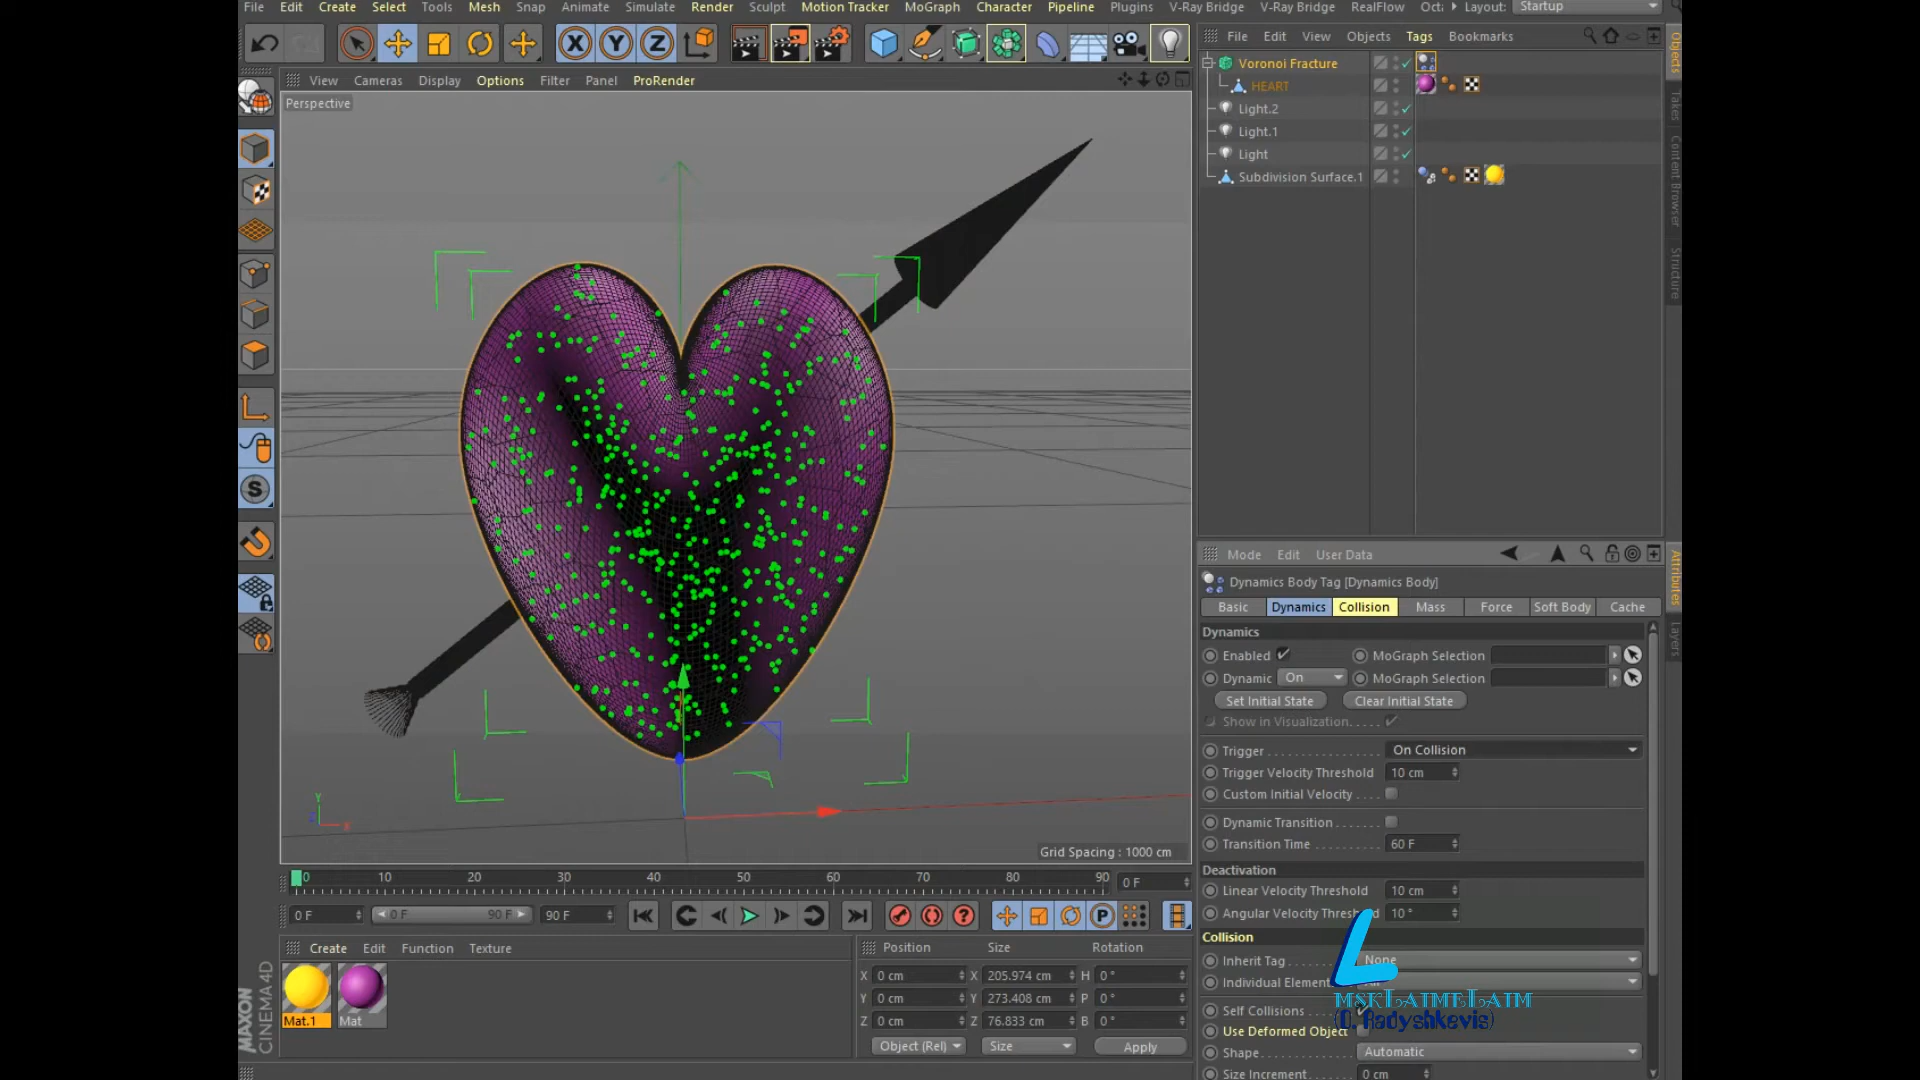 File Edit Create Select Tools Mesh Snap Animate Simulate Render Sculpt Motion Tracker MoGraph Character Pipeline Plugins V-Ray Bridge V-Ray Bridge RealFlow Layout: Startup
X Y Z
File Edit View Objects Tags Bookmarks
View Cameras Display Options Filter Panel ProRender
Perspective
Voronoi Fracture
HEART
Light.2
Light.1
Light
Subdivision Surface.1
Objects
Takes
Content Browser
Structure
Mode Edit User Data
Attributes
Layers
Dynamics Body Tag [Dynamics Body]
Basic Dynamics Collision Mass Force Soft Body Cache
Dynamics
Enabled MoGraph Selection
Dynamic On MoGraph Selection
Set Initial State Clear Initial State
Show in Visualization
Trigger On Collision
Trigger Velocity Threshold 10 cm
Custom Initial Velocity
Dynamic Transition
Transition Time 60 F
Deactivation
Linear Velocity Threshold 10 cm
Angular Velocity Threshold 10 °
Collision
Inherit Tag None
Individual Element
Self Collisions
Use Deformed Object
Shape Automatic
Size Increment 0 cm
(O. Radyshkevis)
Y
X
Grid Spacing : 1000 cm
0 10 20 30 40 50 60 70 80 90 0 F
0 F 0 F 90 F 90 F
P
S
Create Edit Function Texture
Mat.1 Mat
MAXON
CINEMA 4D
Position Size Rotation
X 0 cm X 205.974 cm H 0 °
Y 0 cm Y 273.408 cm P 0 °
Z 0 cm Z 76.833 cm B 0 °
Object (Rel) Size Apply